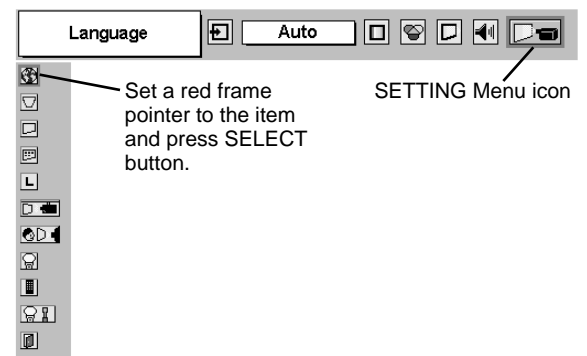 Language
Auto
Set a red frame
pointer to the item
and press SELECT
button.
SETTING Menu icon
L